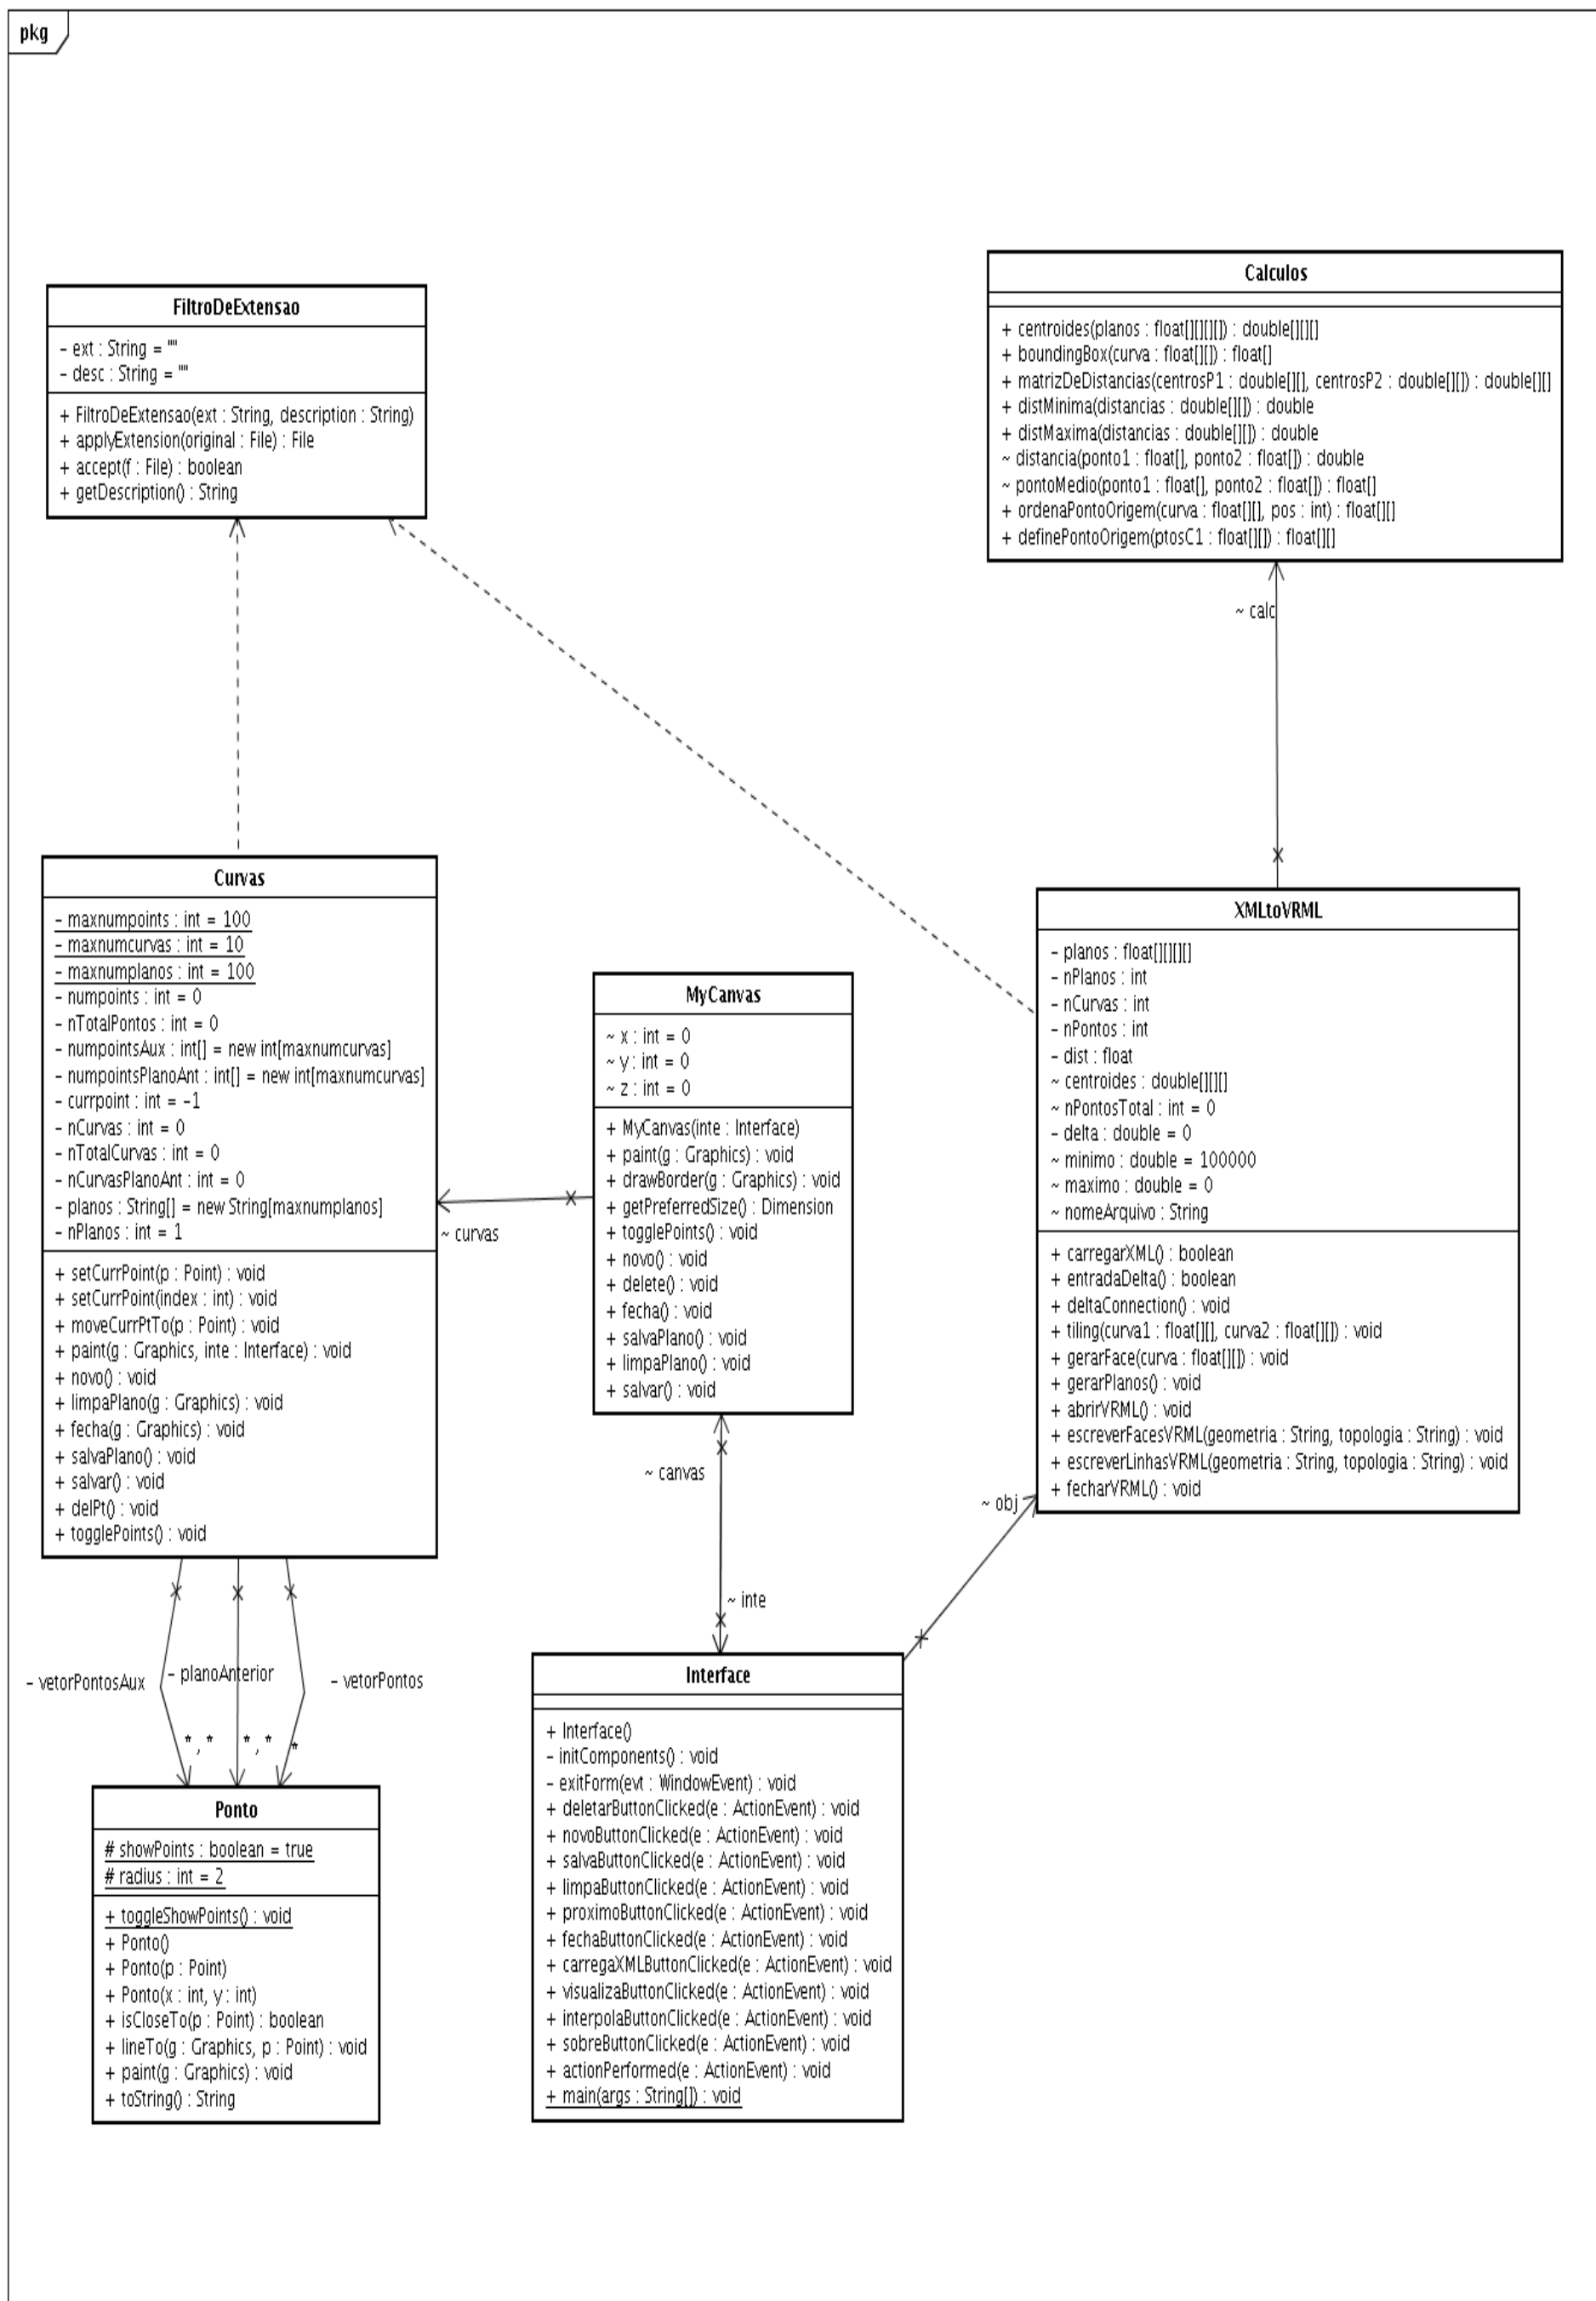 pkg
FiltroDeExtensao
- ext : String = ""
- desc : String = ""
+ FiltroDeExtensao(ext : String, description : String)
+ applyExtension(original : File) : File
+ accept(f : File) : boolean
+ getDescription() : String
Calculos
+ centroides(planos : float[][][][]) : double[][][]
+ boundingBox(curva : float[][]) : float[]
+ matrizDeDistancias(centrosP1 : double[][], centrosP2 : double[][]) : double[][]
+ distMinima(distancias : double[][]) : double
+ distMaxima(distancias : double[][]) : double
~ distancia(ponto1 : float[], ponto2 : float[]) : double
~ pontoMedio(ponto1 : float[], ponto2 : float[]) : float[]
+ ordenaPontoOrigem(curva : float[][], pos : int) : float[][]
+ definePontoOrigem(ptosC1 : float[][]) : float[][]
~ calc
Curvas
- maxnumpoints : int = 100
- maxnumcurvas : int = 10
- maxnumplanos : int = 100
- numpoints : int = 0
- nTotalPontos : int = 0
- numpointsAux : int[] = new int[maxnumcurvas]
- numpointsPlanoAnt : int[] = new int[maxnumcurvas]
- currpoint : int = -1
- nCurvas : int = 0
- nTotalCurvas : int = 0
- nCurvasPlanoAnt : int = 0
- planos : String[] = new String[maxnumplanos]
- nPlanos : int = 1
+ setCurrPoint(p : Point) : void
+ setCurrPoint(index : int) : void
+ moveCurrPtTo(p : Point) : void
+ paint(g : Graphics, inte : Interface) : void
+ novo() : void
+ limpaPlano(g : Graphics) : void
+ fecha(g : Graphics) : void
+ salvaPlano() : void
+ salvar() : void
+ delPt() : void
+ togglePoints() : void
~ curvas
MyCanvas
~ x : int = 0
~ y : int = 0
~ z : int = 0
+ MyCanvas(inte : Interface)
+ paint(g : Graphics) : void
+ drawBorder(g : Graphics) : void
+ getPreferredSize() : Dimension
+ togglePoints() : void
+ novo() : void
+ delete() : void
+ fecha() : void
+ salvaPlano() : void
+ limpaPlano() : void
+ salvar() : void
XMLtoVRML
- planos : float[][][][]
- nPlanos : int
- nCurvas : int
- nPontos : int
- dist : float
~ centroides : double[][][]
~ nPontosTotal : int = 0
- delta : double = 0
~ minimo : double = 100000
~ maximo : double = 0
~ nomeArquivo : String
+ carregarXML() : boolean
+ entradaDelta() : boolean
+ deltaConnection() : void
+ tiling(curva1 : float[][], curva2 : float[][]) : void
+ gerarFace(curva : float[][]) : void
+ gerarPlanos() : void
+ abrirVRML() : void
+ escreverFacesVRML(geometria : String, topologia : String) : void
+ escreverLinhasVRML(geometria : String, topologia : String) : void
+ fecharVRML() : void
~ canvas
~ obj
~ inte
- vetorPontosAux
- planoAnterior
- vetorPontos
*, *
*, *
*
Ponto
# showPoints : boolean = true
# radius : int = 2
+ toggleShowPoints() : void
+ Ponto()
+ Ponto(p : Point)
+ Ponto(x : int, y : int)
+ isCloseTo(p : Point) : boolean
+ lineTo(g : Graphics, p : Point) : void
+ paint(g : Graphics) : void
+ toString() : String
Interface
+ Interface()
- initComponents() : void
- exitForm(evt : WindowEvent) : void
+ deletarButtonClicked(e : ActionEvent) : void
+ novoButtonClicked(e : ActionEvent) : void
+ salvaButtonClicked(e : ActionEvent) : void
+ limpaButtonClicked(e : ActionEvent) : void
+ proximoButtonClicked(e : ActionEvent) : void
+ fechaButtonClicked(e : ActionEvent) : void
+ carregaXMLButtonClicked(e : ActionEvent) : void
+ visualizaButtonClicked(e : ActionEvent) : void
+ interpolaButtonClicked(e : ActionEvent) : void
+ sobreButtonClicked(e : ActionEvent) : void
+ actionPerformed(e : ActionEvent) : void
+ main(args : String[]) : void